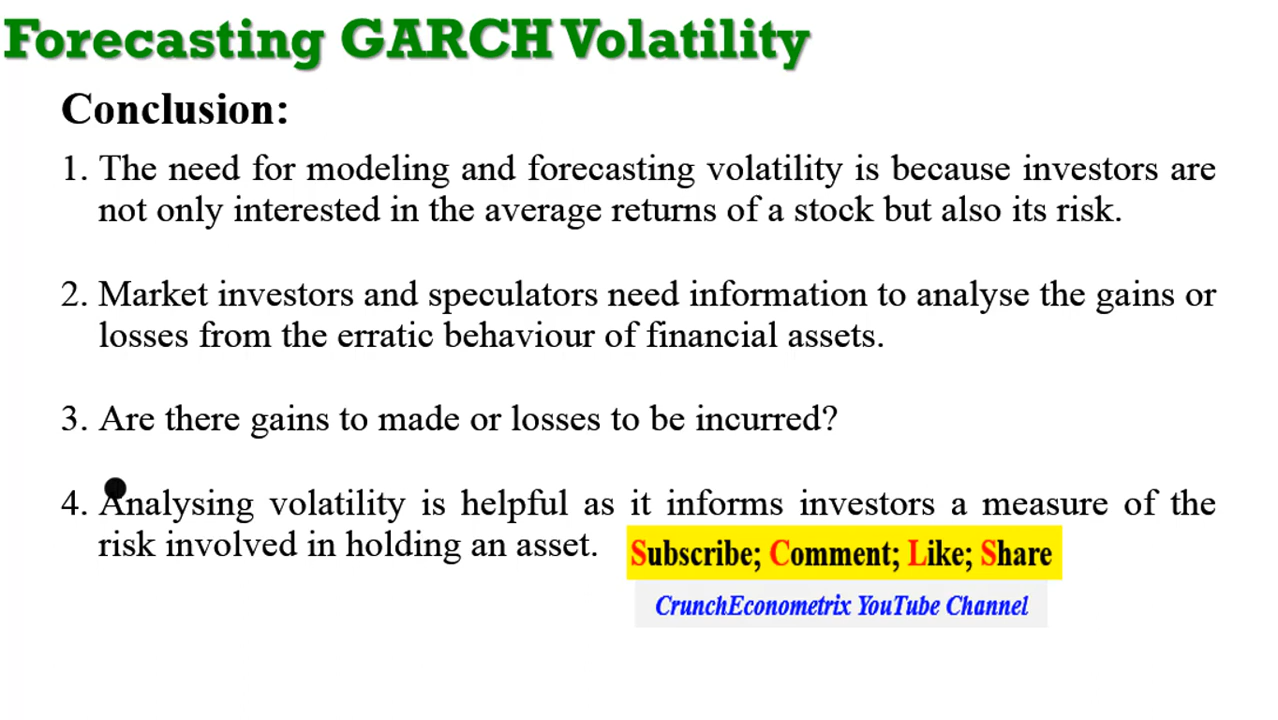 Forecasting GARCH Volatility
Conclusion:
1. The need for modeling and forecasting volatility is because investors are
not only interested in the average returns of a stock but also its risk.
2. Market investors and speculators need information to analyse the gains or
losses from the erratic behaviour of financial assets.
3. Are there gains to made or losses to be incurred?
4. Analysing volatility is helpful as it informs investors a measure of the
risk involved in holding an asset.
Subscribe; Comment; Like; Share
CrunchEconometrix YouTube Channel